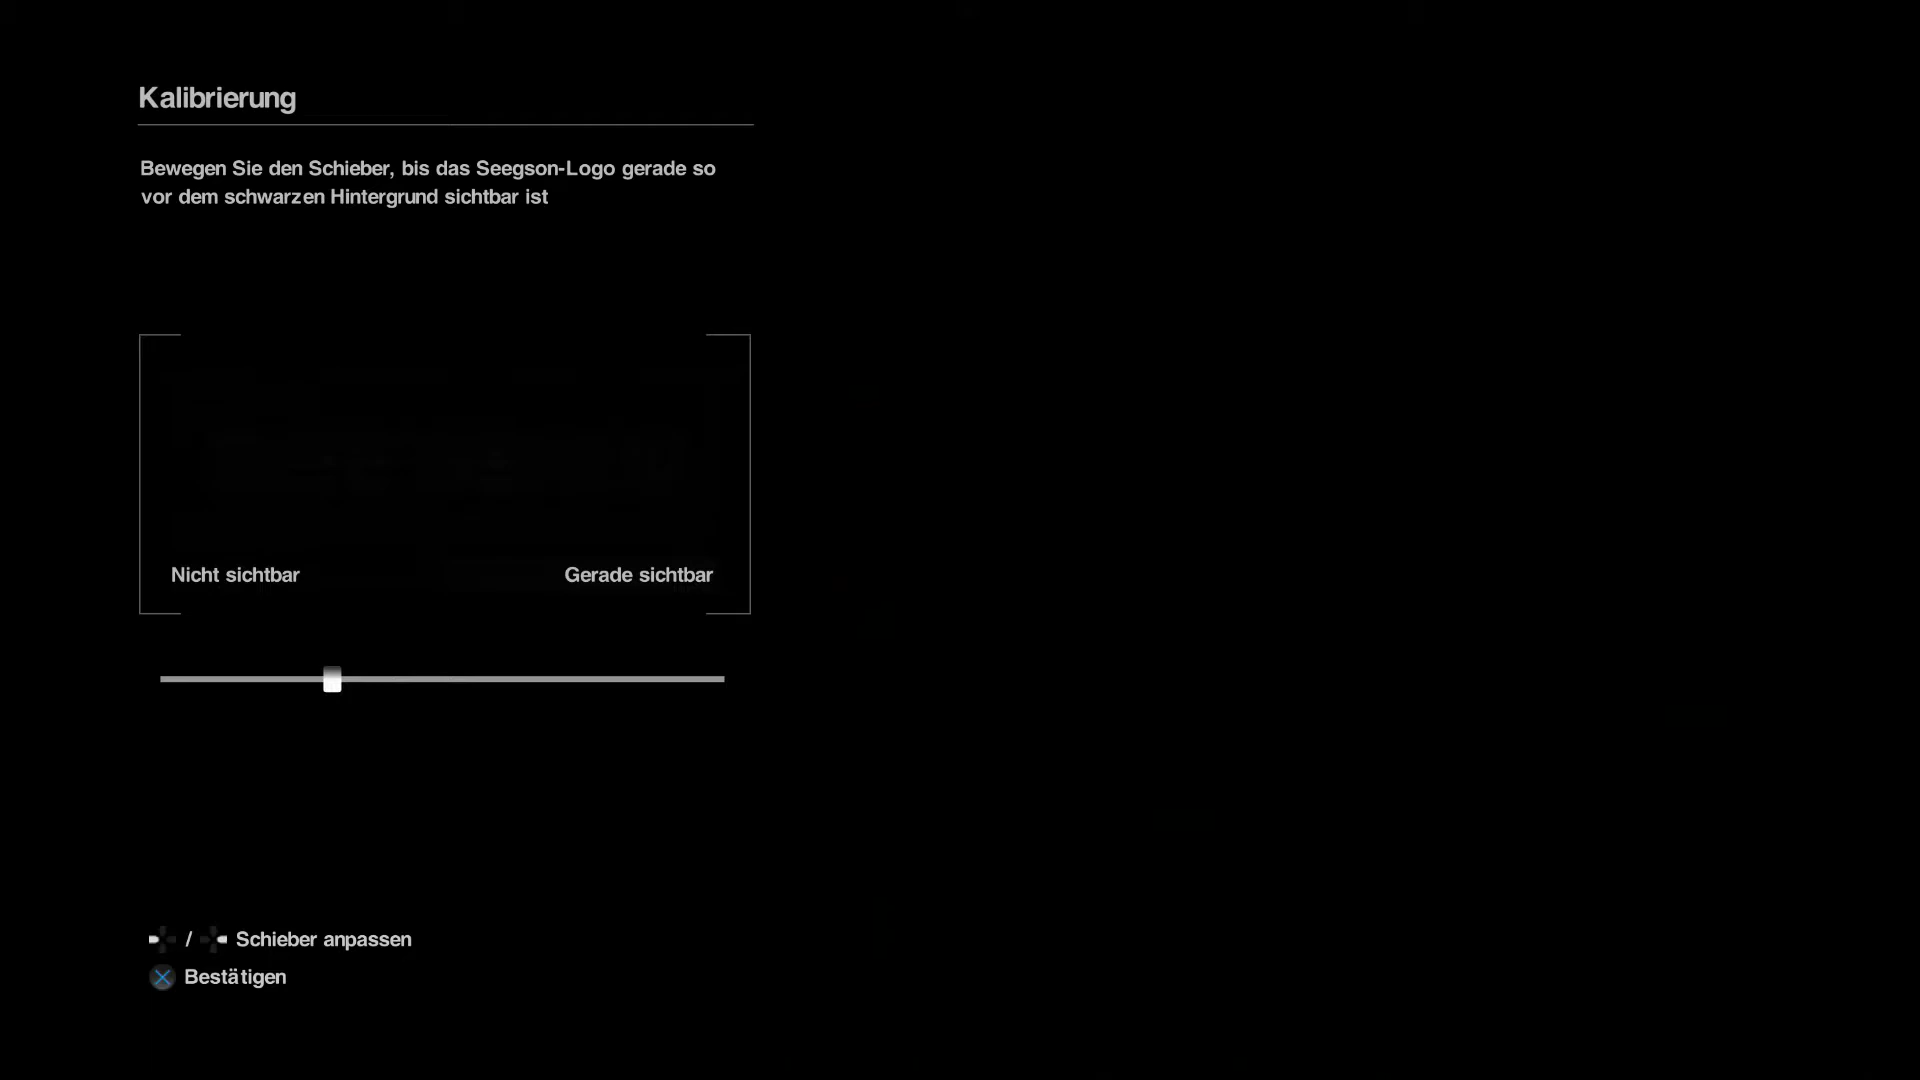 Kalibrierung
Bewegen Sie den Schieber, bis das Seegson-Logo gerade so
vor dem schwarzen Hintergrund sichtbar ist
Nicht sichtbar
Gerade sichtbar
/ Schieber anpassen
Bestätigen